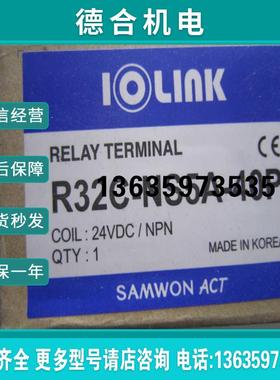 德合机电
IOLINK
RELAY TERMINAL
CE
R32C-NS5A-40P
13635973535
COIL : 24VDC / NPN
QTY : 1
MADE IN KOREA
SAMWON ACT
信经营
后保障
货秒发
保一年
齐全 更多型号请店咨询电话:1363597